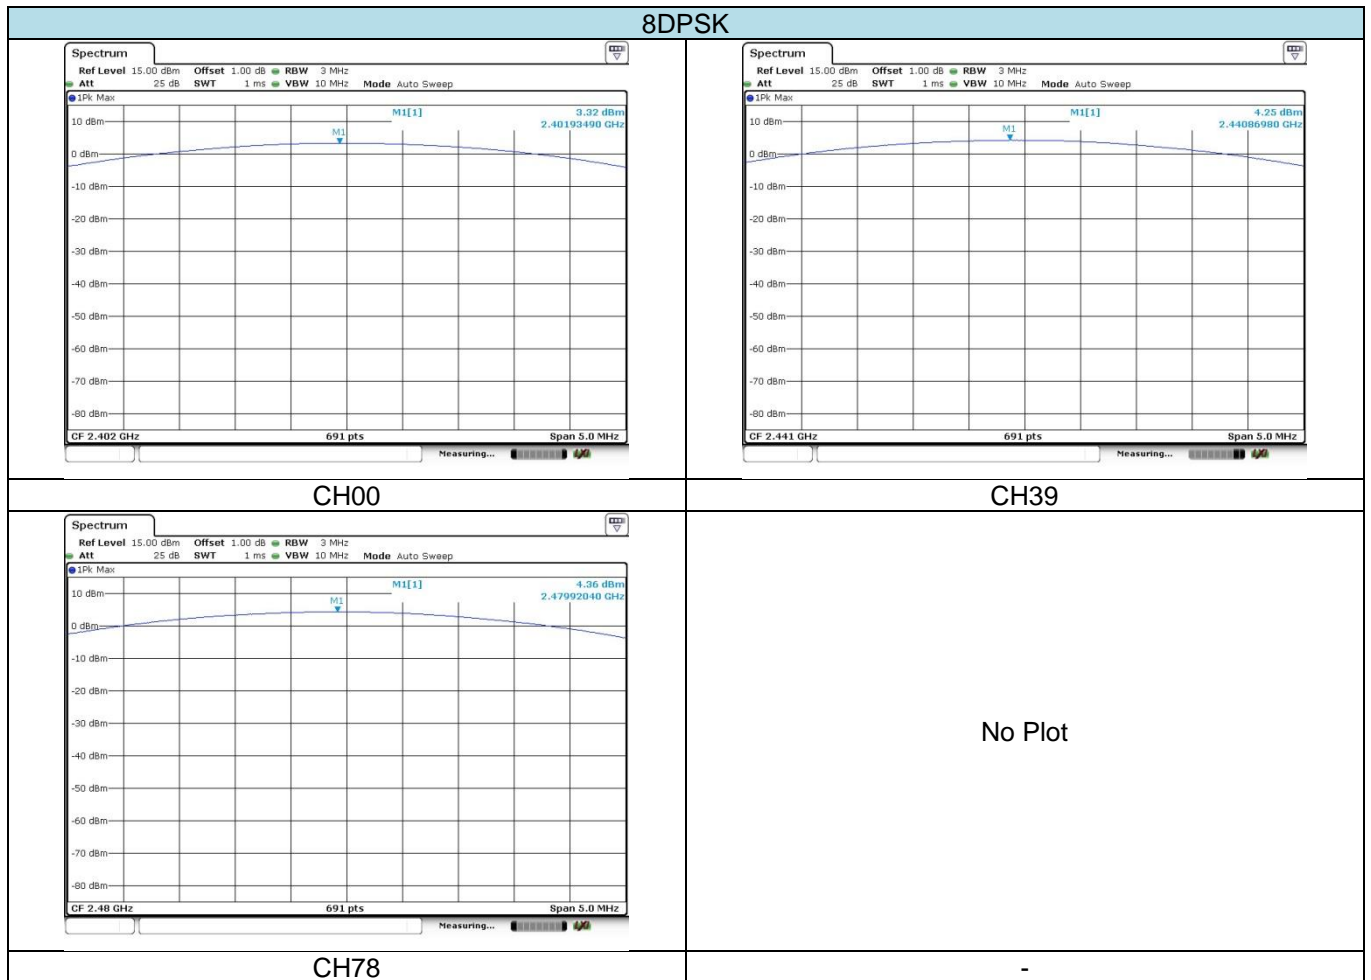 8DPSK
Spectrum
Ref Level 15.00 dBm Offset 1.00 dB RBW 3 MHz
Att 25 dB SWT 1 ms VBW 10 MHz Mode Auto Sweep
1Pk Max
M1[1] 3.32 dBm
2.40193490 GHz
10 dBm
M1
0 dBm
-10 dBm
-20 dBm
-30 dBm
-40 dBm
-50 dBm
-60 dBm
-70 dBm
-80 dBm
CF 2.402 GHz 691 pts Span 5.0 MHz
Measuring...
CH00
Spectrum
Ref Level 15.00 dBm Offset 1.00 dB RBW 3 MHz
Att 25 dB SWT 1 ms VBW 10 MHz Mode Auto Sweep
1Pk Max
M1[1] 4.25 dBm
2.44086980 GHz
10 dBm
M1
0 dBm
-10 dBm
-20 dBm
-30 dBm
-40 dBm
-50 dBm
-60 dBm
-70 dBm
-80 dBm
CF 2.441 GHz 691 pts Span 5.0 MHz
Measuring...
CH39
Spectrum
Ref Level 15.00 dBm Offset 1.00 dB RBW 3 MHz
Att 25 dB SWT 1 ms VBW 10 MHz Mode Auto Sweep
1Pk Max
M1[1] 4.36 dBm
2.47992040 GHz
10 dBm
M1
0 dBm
-10 dBm
-20 dBm
-30 dBm
-40 dBm
-50 dBm
-60 dBm
-70 dBm
-80 dBm
CF 2.48 GHz 691 pts Span 5.0 MHz
Measuring...
CH78
No Plot
-